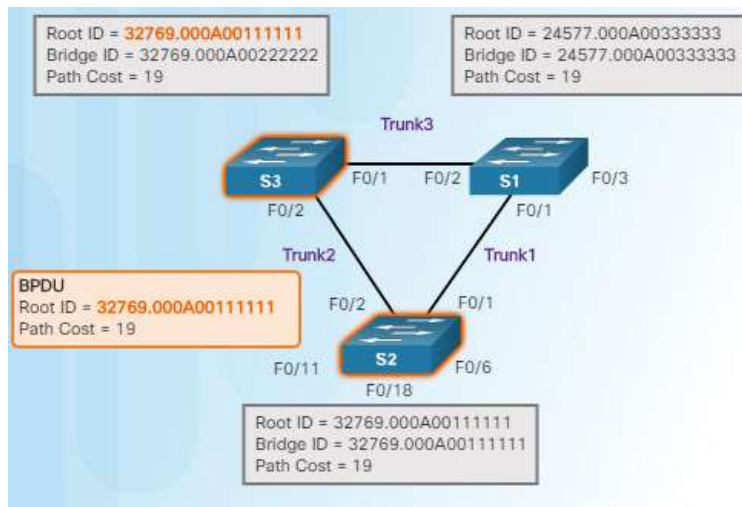 Root ID = 32769.000A00111111
Bridge ID = 32769.000A00222222
Path Cost = 19
Root ID = 24577.000A00333333
Bridge ID = 24577.000A00333333
Path Cost = 19
Trunk3
S3
F0/1
F0/2
S1
F0/3
F0/2
F0/1
Trunk2
Trunk1
BPDU
Root ID = 32769.000A00111111
Path Cost = 19
F0/2
F0/1
S2
F0/11
F0/6
F0/18
Root ID = 32769.000A00111111
Bridge ID = 32769.000A00111111
Path Cost = 19